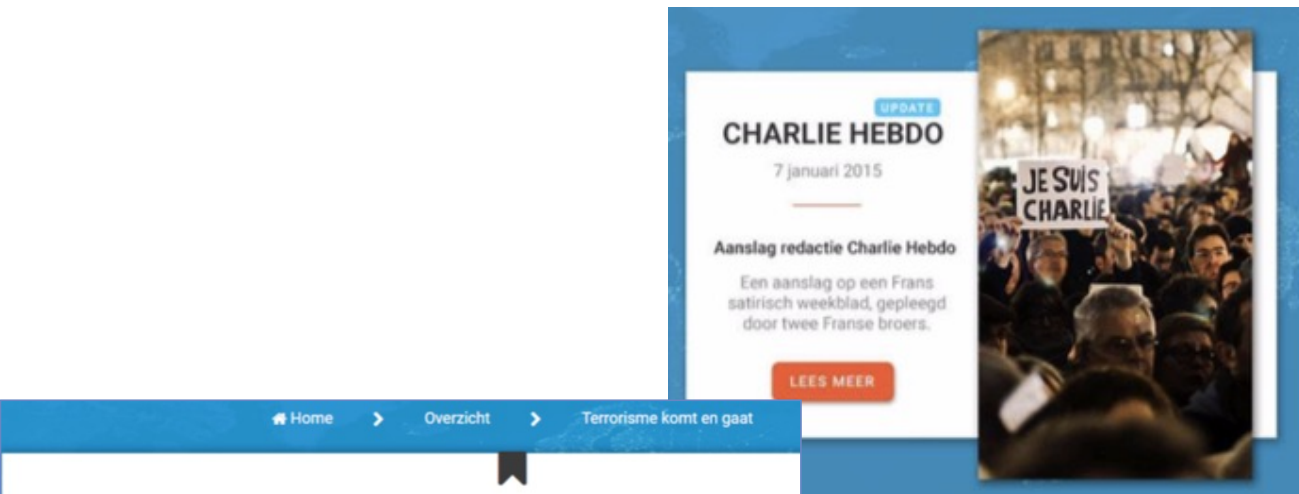 UPDATE
CHARLIE HEBDO
7 januari 2015
Aanslag redactie Charlie Hebdo
Een aanslag op een Frans
satirisch weekblad, gepleegd
door twee Franse broers.
LEES MEER
JE SUIS
CHARLIE
Home Overzicht Terrorisme komt en gaat